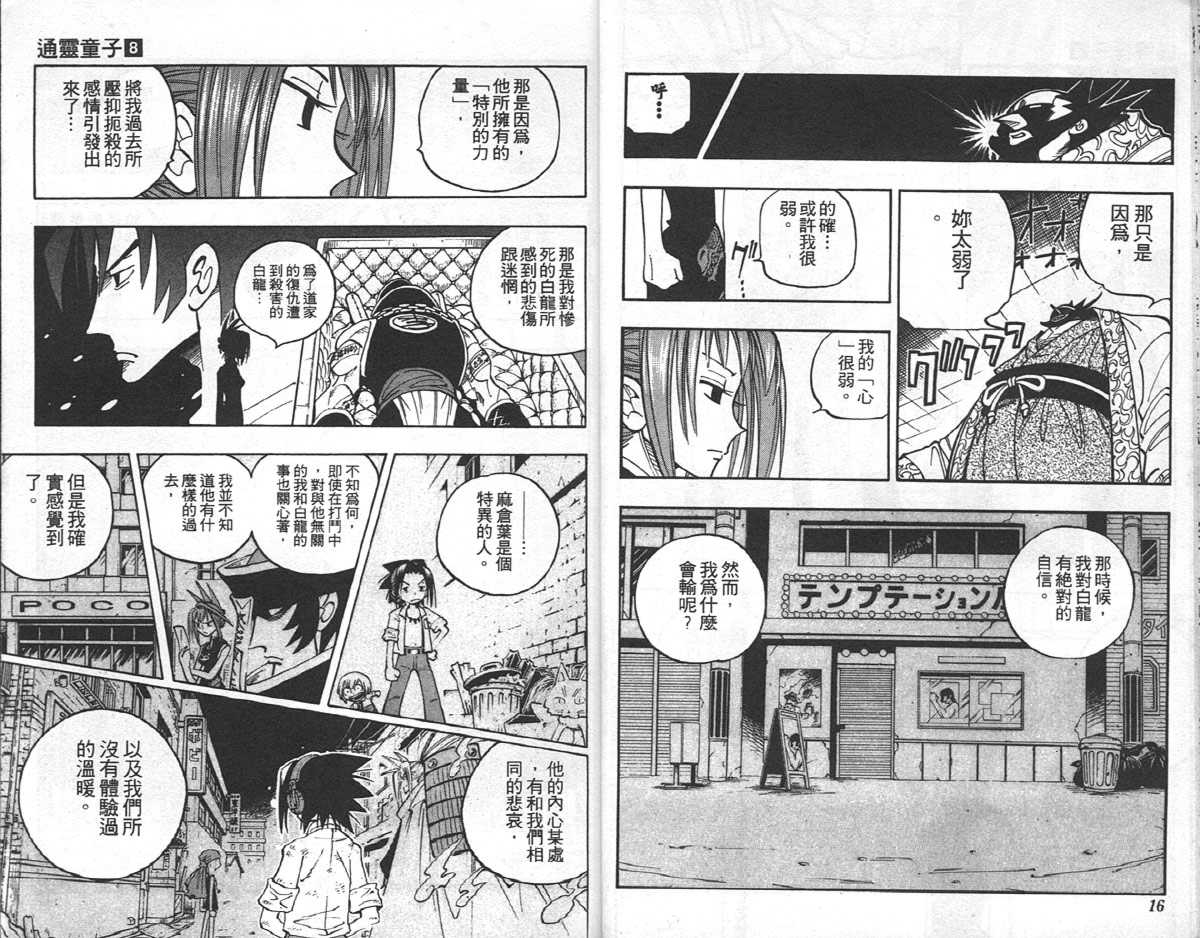 呼…
那只是
因為，
妳太弱了
。
オオオ
ググググ
的確…
或許我很
弱。
グ…
我的「心
」很弱。
那時候，
我對白龍
有絕對的
自信。
然而，
我為什麼
會輸呢？
テンプテーション
タイ
16
通靈童子8
那是因為，
他所擁有的
「特別的力
量」，
將我過去所
壓抑扼殺的
感情引發出
來了…
那是我對慘
死的白龍所
感到的悲傷
跟迷惘，
為了道家
的復仇遭
到殺害的
白龍…
………
麻倉葉是個
特異的人。
不知為何，
即使在打鬥中
，對與他無關
的我和白龍的
事也關心著，
我並不知
道他有什
麼樣的過
去，
但是我確
實感覺到
了。
POCO
他的內心某處
，有和我們相
同的悲哀，
以及我們所
沒有體驗過
的溫暖。